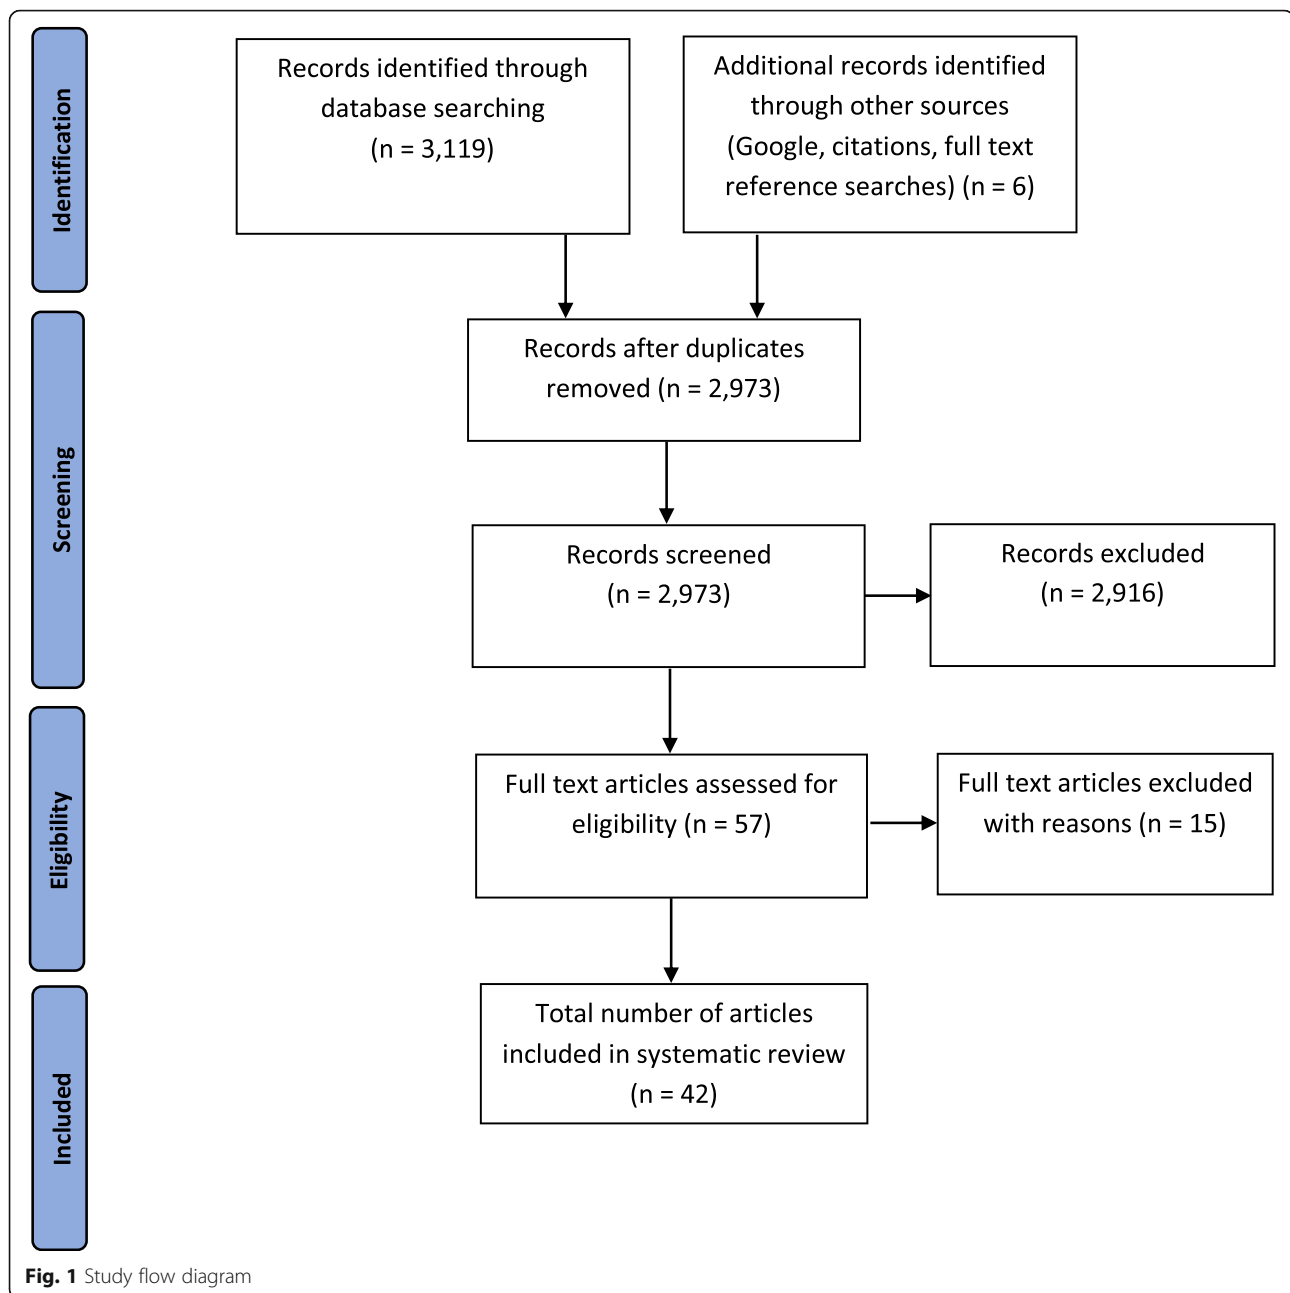 Identification
Records identified through
database searching
(n = 3,119)
Additional records identified
through other sources
(Google, citations, full text
reference searches) (n = 6)
Screening
Records after duplicates
removed (n = 2,973)
Records screened
(n = 2,973)
Records excluded
(n = 2,916)
Eligibility
Full text articles assessed for
eligibility (n = 57)
Full text articles excluded
with reasons (n = 15)
Included
Total number of articles
included in systematic review
(n = 42)
Fig. 1 Study flow diagram